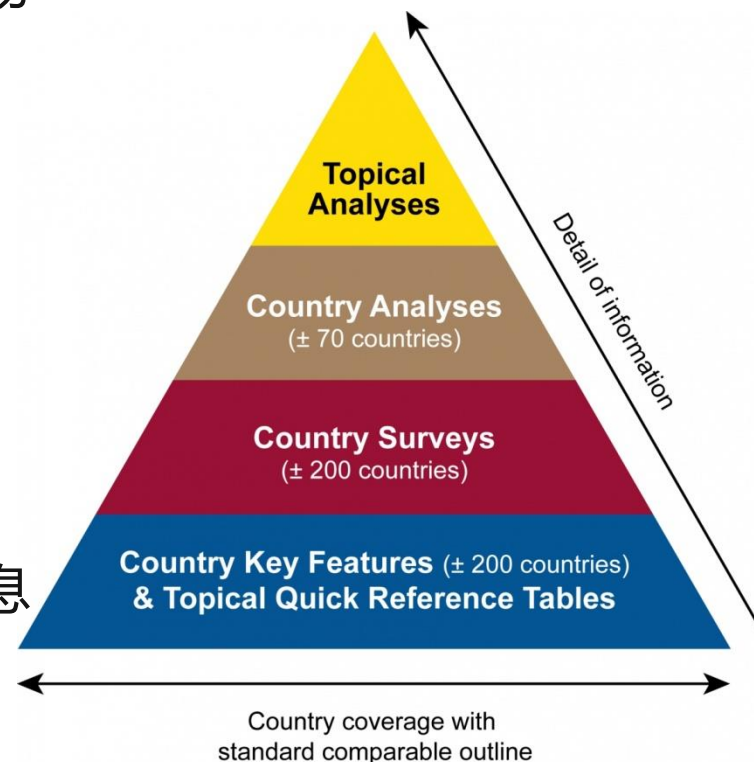 Topical
Analyses
Country Analyses
(± 70 countries)
Detail of information
Country Surveys
(± 200 countries)
Country Key Features (± 200 countries)
& Topical Quick Reference Tables
息
Country coverage with
standard comparable outline